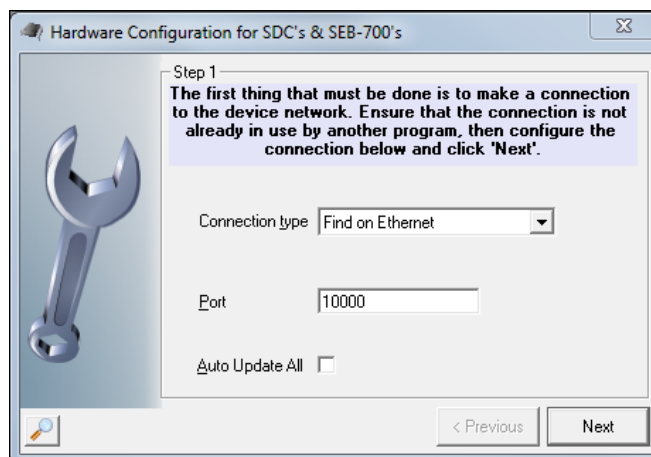 Hardware Configuration for SDC's & SEB-700's
Step 1
The first thing that must be done is to make a connection
to the device network. Ensure that the connection is not
already in use by another program, then configure the
connection below and click 'Next'.
Connection type Find on Ethernet
Port 10000
Auto Update All
< Previous Next